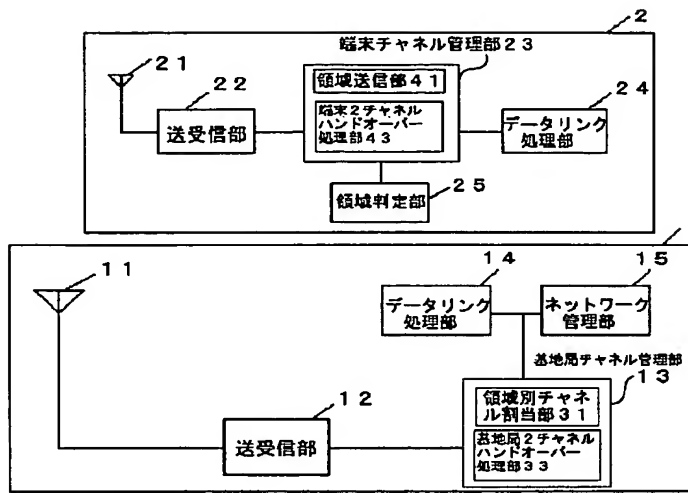 2
端末チャネル管理部23
21
22
領域送信部41
24
送受信部
端末2チャネル
ハンドオーバー
処理部43
データリンク
処理部
25
領域判定部
11
14
15
データリンク
処理部
ネットワーク
管理部
基地局チャネル管理部
13
12
領域別チャネ
ル割当部31
送受信部
基地局2チャネル
ハンドオーバー
処理部33